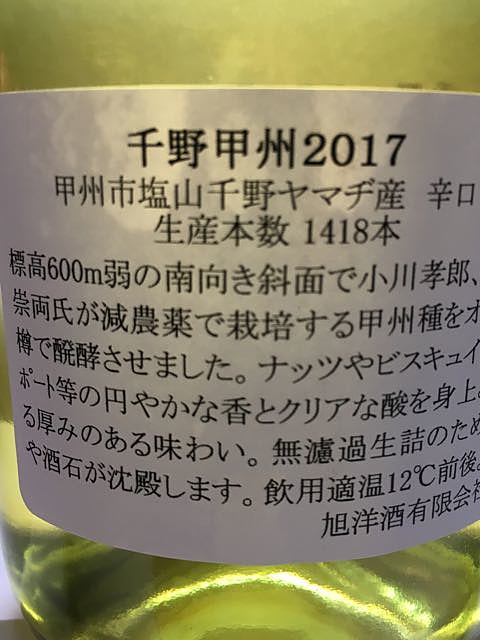 千野甲州2017
甲州市塩山千野ヤマヂ産 辛口
生産本数 1418本
標高600m弱の南向き斜面で小川孝郎、
崇両氏が減農薬で栽培する甲州種をオ
樽で醗酵させました。ナッツやビスキュイ
ポート等の円やかな香とクリアな酸を身上。
る厚みのある味わい。無濾過生詰のため
や酒石が沈殿します。飲用適温12℃前後。
旭洋酒有限会社